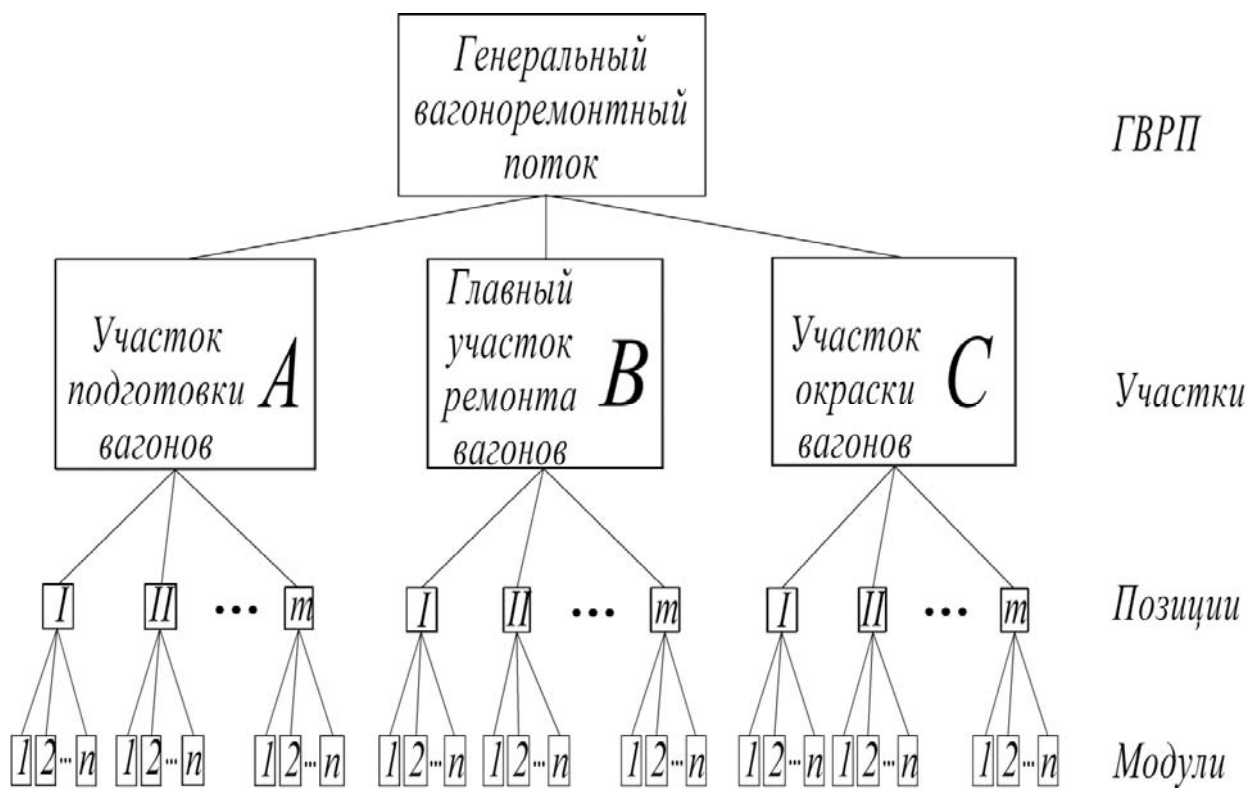 Генеральный
вагоноремонтный
поток
ГВРП
Участок
подготовки
вагонов
A
Главный
участок
ремонта
вагонов
B
Участок
окраски
вагонов
C
Участки
I II ... m I II ... m I II ... m
Позиции
1 2 ... n 1 2 ... n 1 2 ... n 1 2 ... n 1 2 ... n 1 2 ... n 1 2 ... n 1 2 ... n 1 2 ... n
Модули